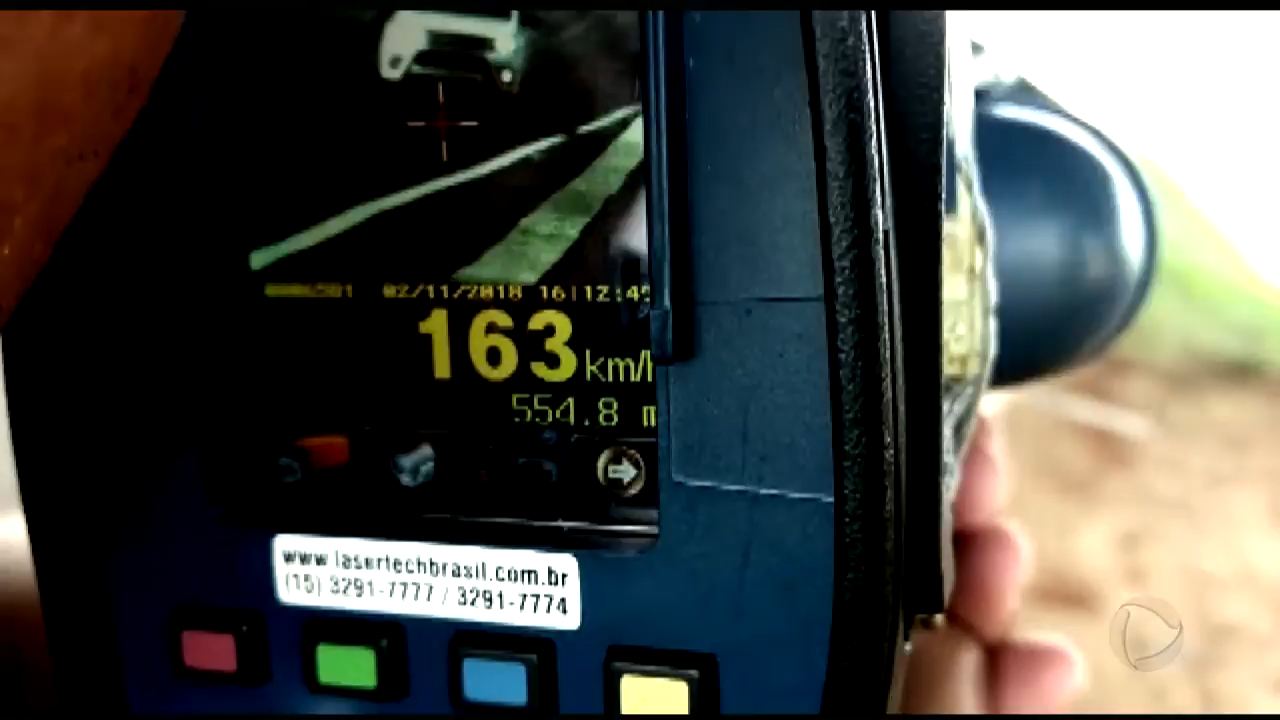 02/11/2018 16:12:45
163 km/h
554.8 m
www.lasertechbrasil.com.br
(15) 3291-7777 / 3291-7774